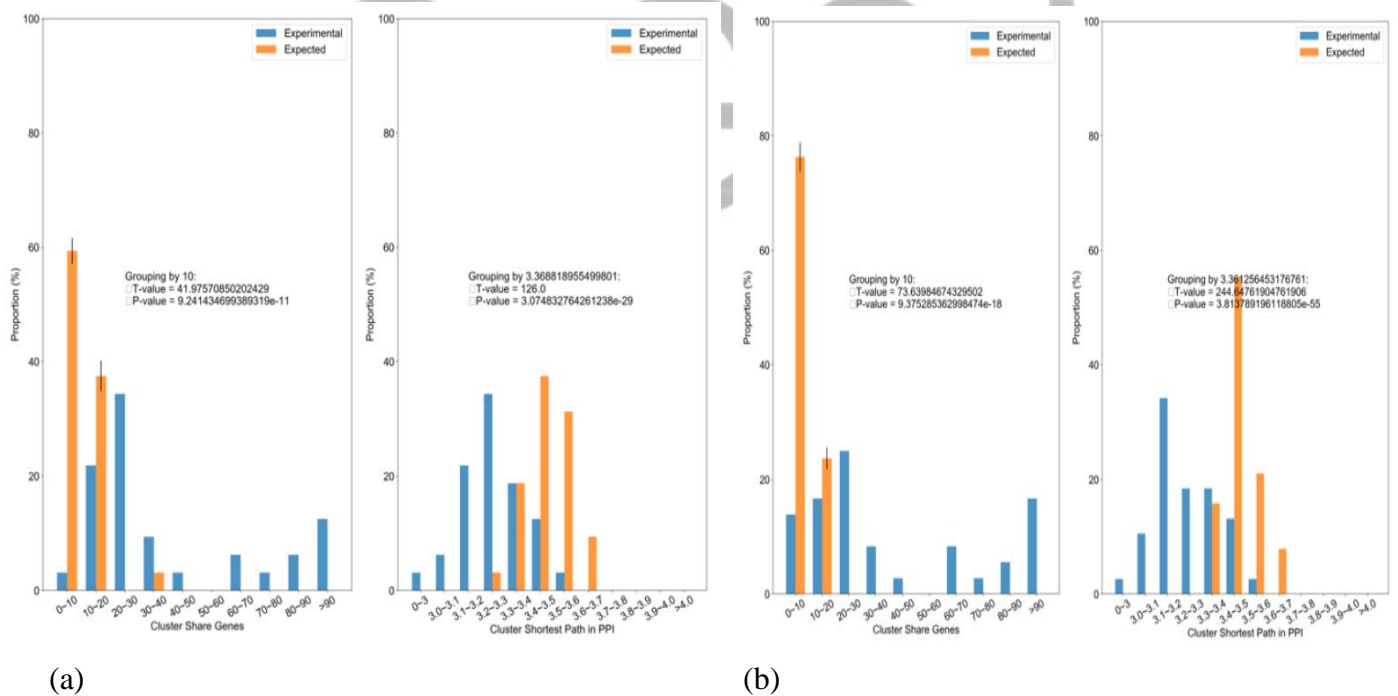 100
80
60
40
20
0
Proportion (%)
Experimental
Expected
Grouping by 10:
T-value = 41.97570850202429
P-value = 9.241434699389319e-11
0~10
10~20
20~30
30~40
40~50
50~60
60~70
70~80
80~90
>90
Cluster Share Genes
100
80
60
40
20
0
Experimental
Expected
Grouping by 3.368818955499801:
T-value = 126.0
P-value = 3.074832764261238e-29
0~3
3.0~3.1
3.1~3.2
3.2~3.3
3.3~3.4
3.4~3.5
3.5~3.6
3.6~3.7
3.7~3.8
3.8~3.9
3.9~4.0
>4.0
Cluster Shortest Path in PPI
(a)
100
80
60
40
20
0
Proportion (%)
Experimental
Expected
Grouping by 10:
T-value = 73.63984674329502
P-value = 9.375285362998474e-18
0~10
10~20
20~30
30~40
40~50
50~60
60~70
70~80
80~90
>90
Cluster Share Genes
100
80
60
40
20
0
Proportion (%)
Experimental
Expected
Grouping by 3.361256453176761:
T-value = 244.64761904761906
P-value = 3.813789196118805e-55
0~3
3.0~3.1
3.1~3.2
3.2~3.3
3.3~3.4
3.4~3.5
3.5~3.6
3.6~3.7
3.7~3.8
3.8~3.9
3.9~4.0
>4.0
Cluster Shortest Path in PPI
(b)